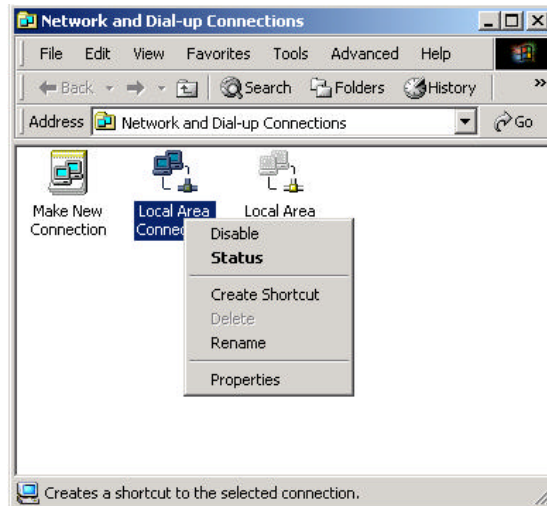 Network and Dial-up Connections
File Edit View Favorites Tools Advanced Help
Back Search Folders History »
Address Network and Dial-up Connections Go
Make New
Connection
Local Area
Connec
Local Area
Disable
Status
Create Shortcut
Delete
Rename
Properties
Creates a shortcut to the selected connection.